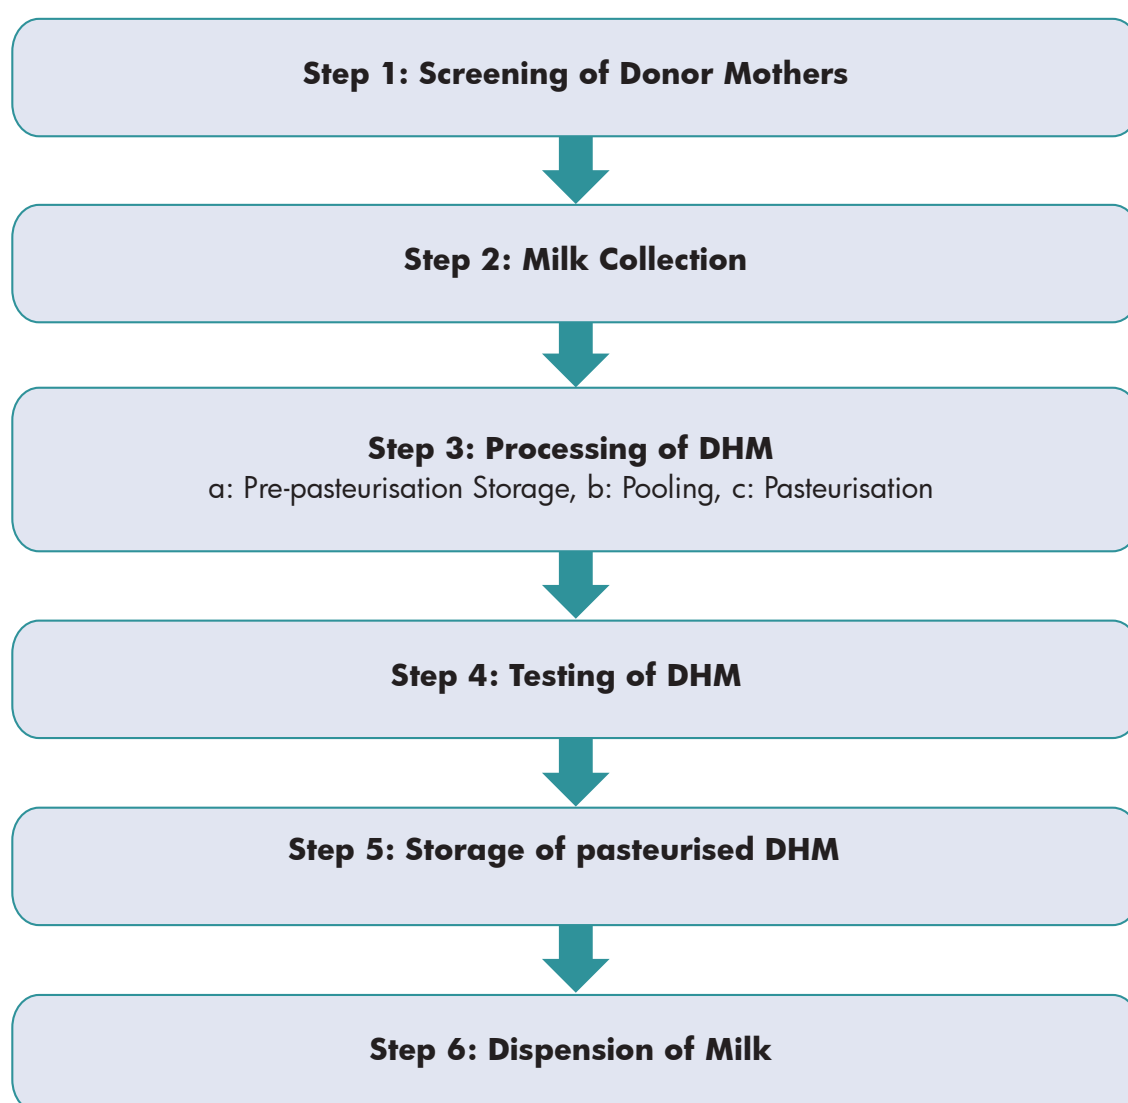 Step 1: Screening of Donor Mothers
Step 2: Milk Collection
Step 3: Processing of DHM
a: Pre-pasteurisation Storage, b: Pooling, c: Pasteurisation
Step 4: Testing of DHM
Step 5: Storage of pasteurised DHM
Step 6: Dispension of Milk